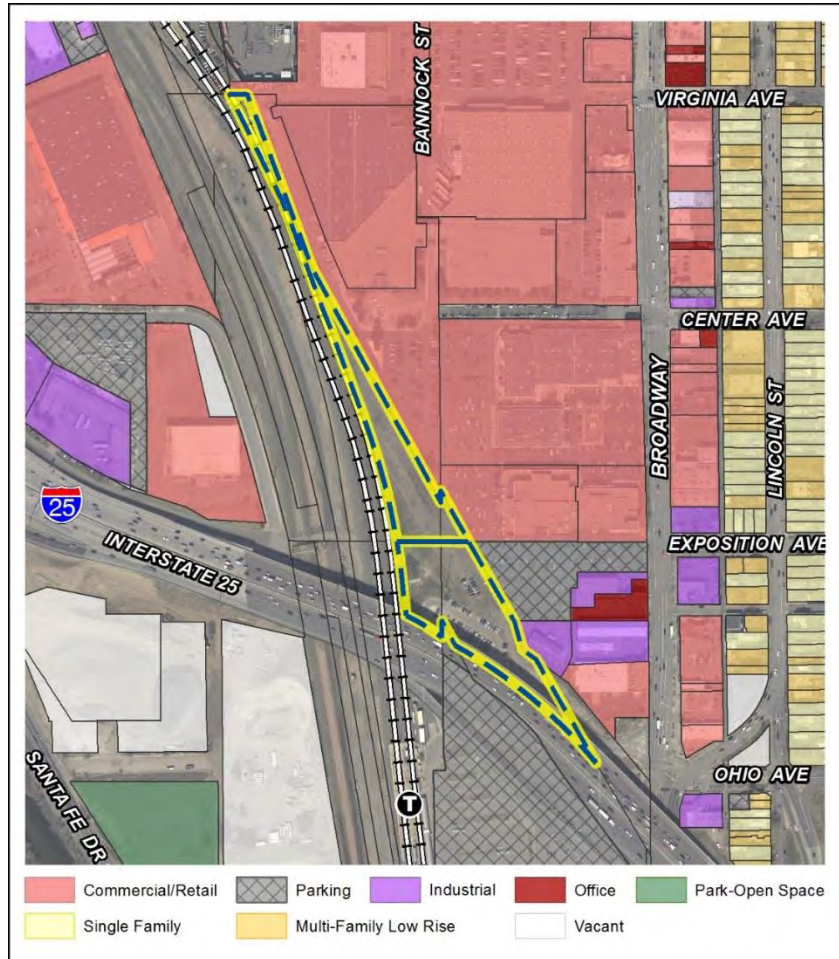 BANNOCK ST
VIRGINIA AVE
CENTER AVE
BROADWAY
LINCOLN ST
25
INTERSTATE 25
EXPOSITION AVE
SANTA FE DR
T
OHIO AVE
Commercial/Retail
Parking
Industrial
Office
Park-Open Space
Single Family
Multi-Family Low Rise
Vacant